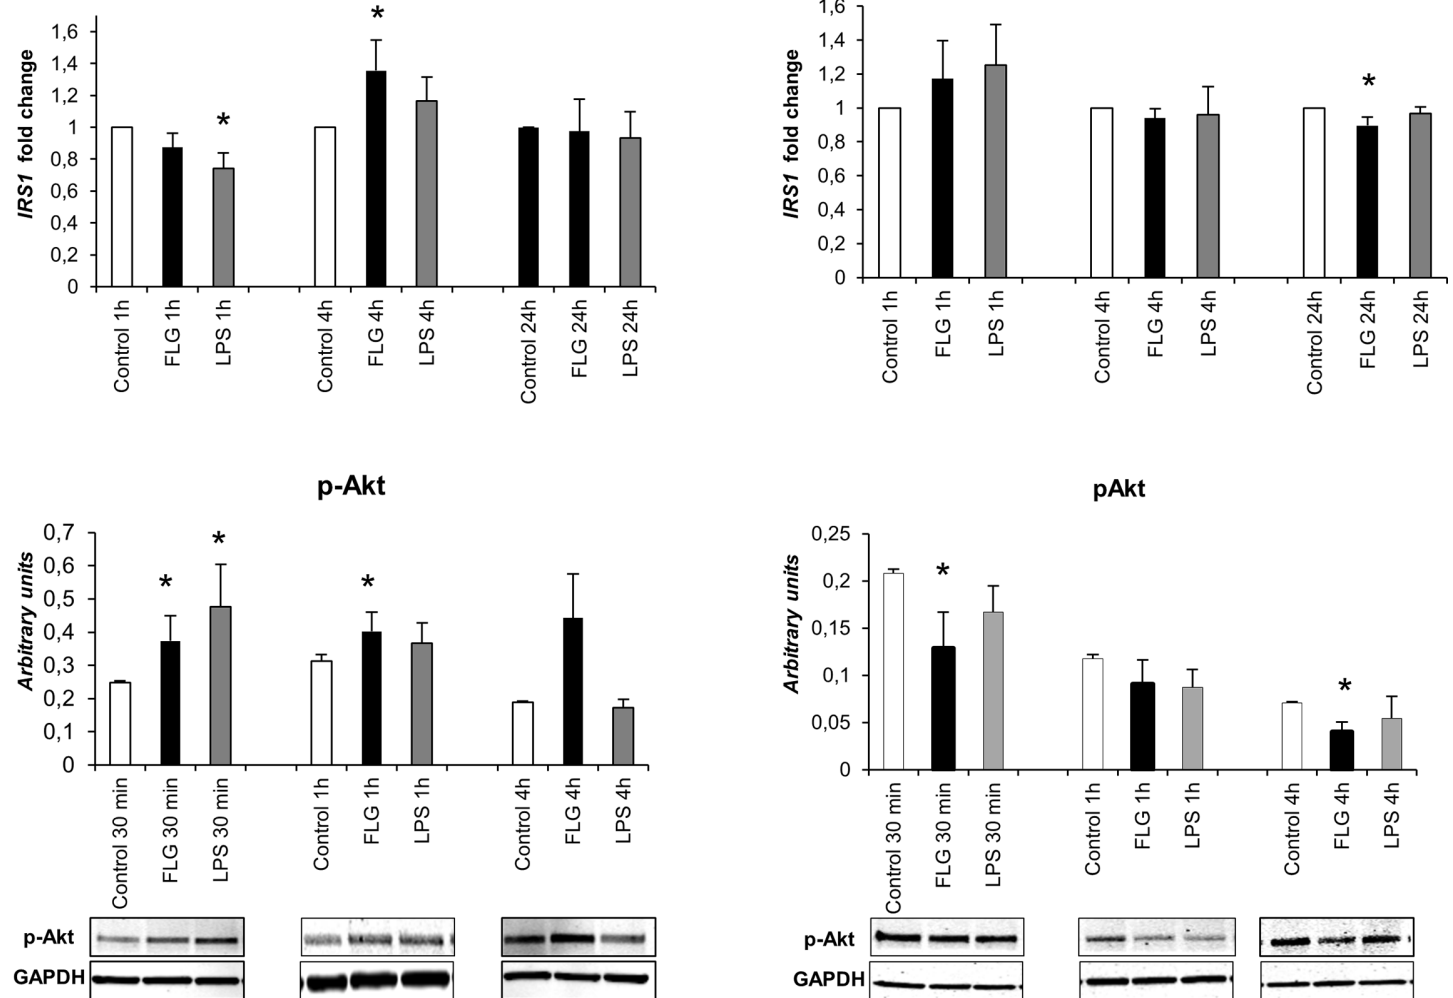 *
*
1,6
1,4
1,2
1
0,8
0,6
0,4
0,2
0
IRS1 fold change
Control 1h
FLG 1h
LPS 1h
Control 4h
FLG 4h
LPS 4h
Control 24h
FLG 24h
LPS 24h
*
1,6
1,4
1,2
1
0,8
0,6
0,4
0,2
0
IRS1 fold change
Control 1h
FLG 1h
LPS 1h
Control 4h
FLG 4h
LPS 4h
Control 24h
FLG 24h
LPS 24h
p-Akt
*
*
*
0,7
0,6
0,5
0,4
0,3
0,2
0,1
0
Arbitrary units
Control 30 min
FLG 30 min
LPS 30 min
Control 1h
FLG 1h
LPS 1h
Control 4h
FLG 4h
LPS 4h
p-Akt
GAPDH
pAkt
*
*
0,25
0,2
0,15
0,1
0,05
0
Arbitrary units
Control 30 min
FLG 30 min
LPS 30 min
Control 1h
FLG 1h
LPS 1h
Control 4h
FLG 4h
LPS 4h
p-Akt
GAPDH